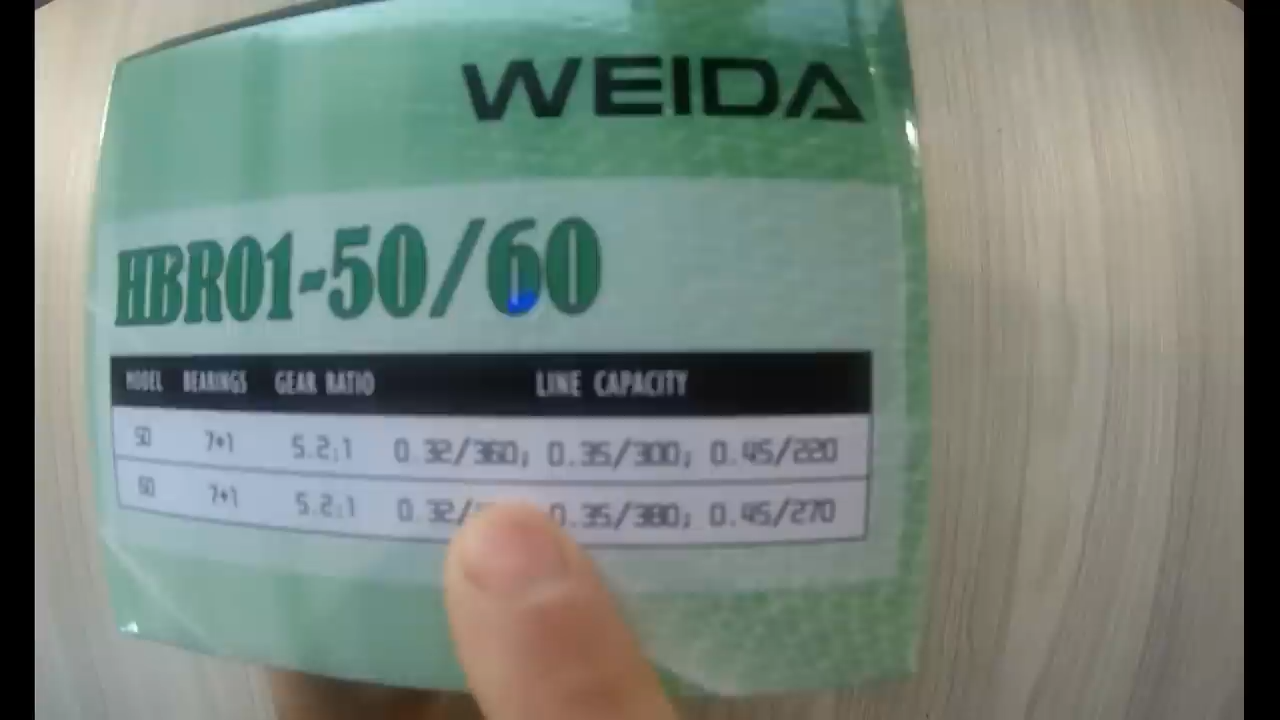 WEIDA
HBR01-50/60
MODEL BEARINGS GEAR RATIO LINE CAPACITY
50 7+1 5.2:1 0.32/360; 0.35/300; 0.45/220
60 7+1 5.2:1 0.32/ 0.35/380; 0.45/270